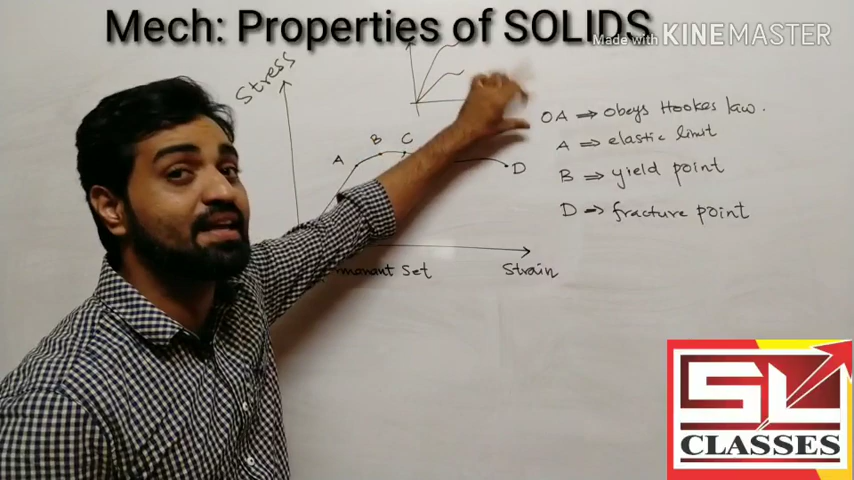 Mech: Properties of SOLIDS
Made with KINEMASTER
Stress
A
B
C
D
OA ⇒ obeys Hookes law.
A ⇒ elastic limit
B ⇒ yield point
D → fracture point
Set
Strain
SL
CLASSES